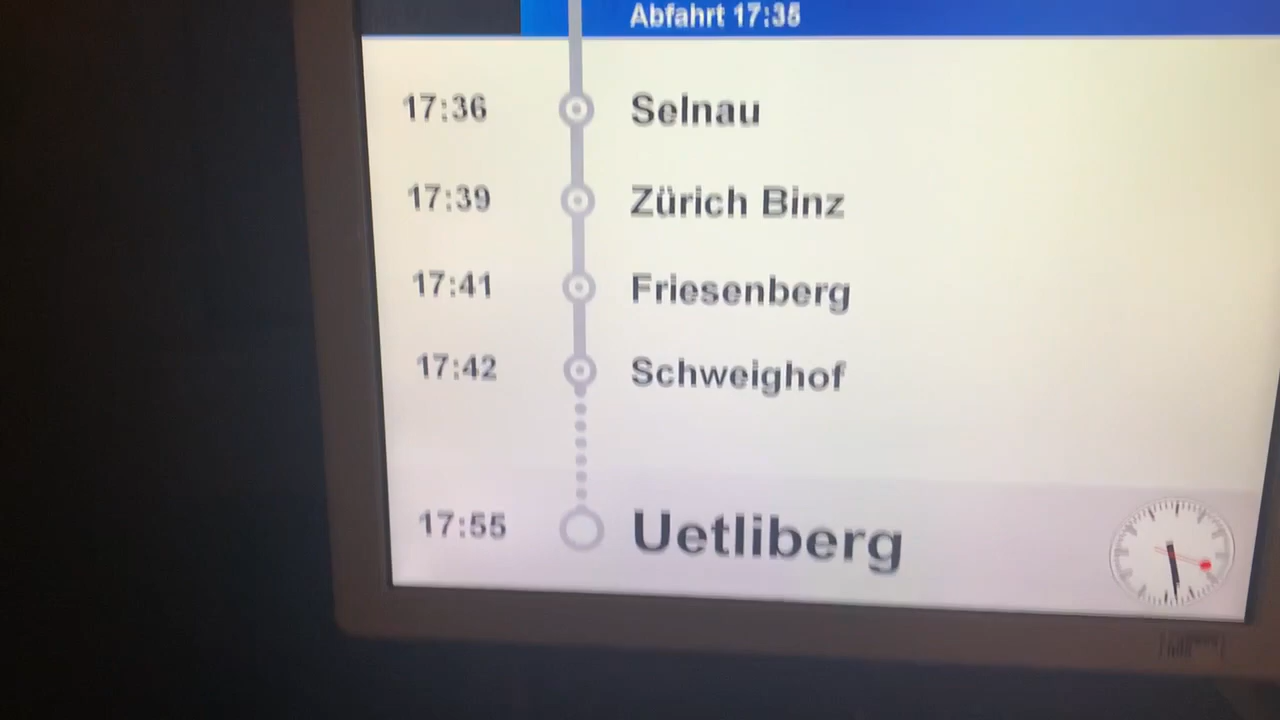 Abfahrt 17:35
17:36 Selnau
17:39 Zürich Binz
17:41 Friesenberg
17:42 Schweighof
17:55 Uetliberg